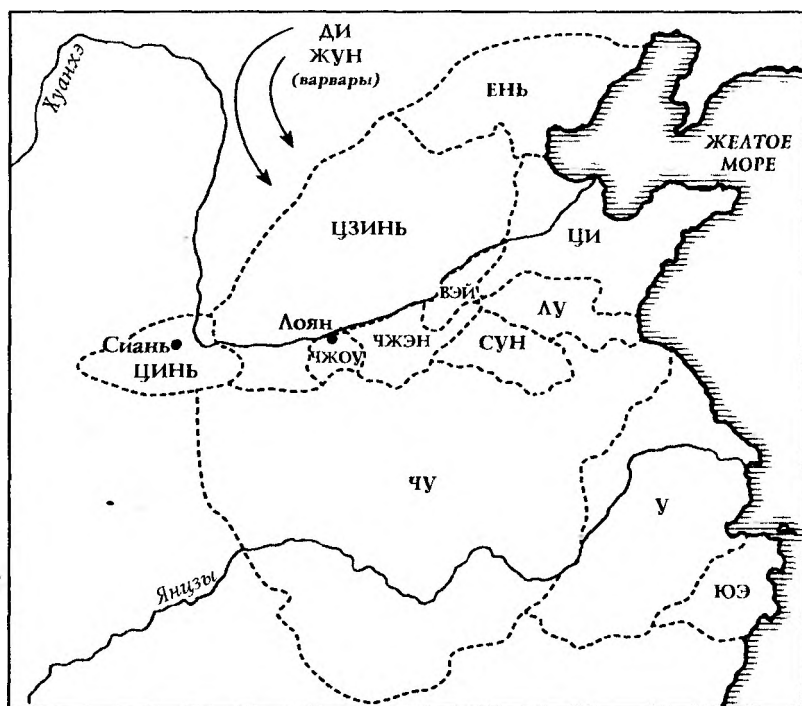 Хуанхэ
ДИ
ЖУН
(варвары)
ЕНЬ
ЖЕЛТОЕ
МОРЕ
ЦЗИНЬ
ЦИ
ВЭЙ
ЛУ
Лоян
Сиань
ЧЖОУ
ЧЖЭН
СУН
ЦИНЬ
ЧУ
У
Янцзы
ЮЭ